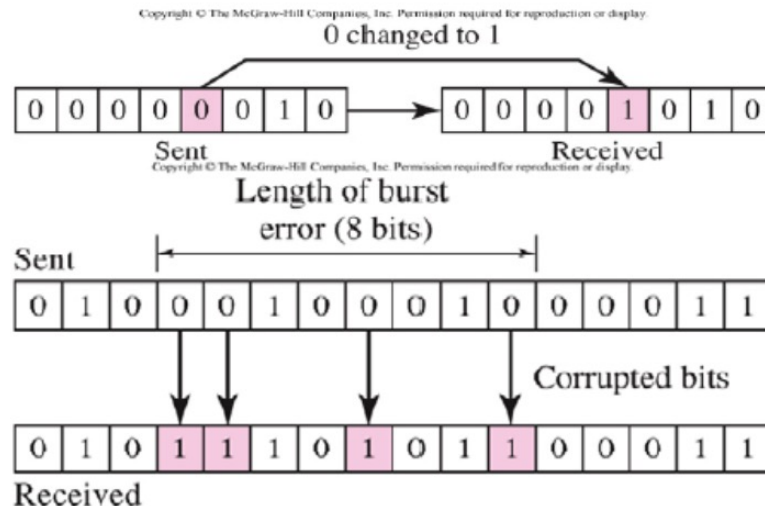 Copyright © The McGraw-Hill Companies, Inc. Permission required for reproduction or display.
0 changed to 1
0 0 0 0 0 0 1 0 0 0 0 0 1 0 1 0
Sent Received
Copyright © The McGraw-Hill Companies, Inc. Permission required for reproduction or display.
Length of burst
error (8 bits)
Sent
0 1 0 0 0 1 0 0 0 1 0 0 0 0 1 1
Corrupted bits
0 1 0 1 1 1 0 1 0 1 1 0 0 0 1 1
Received